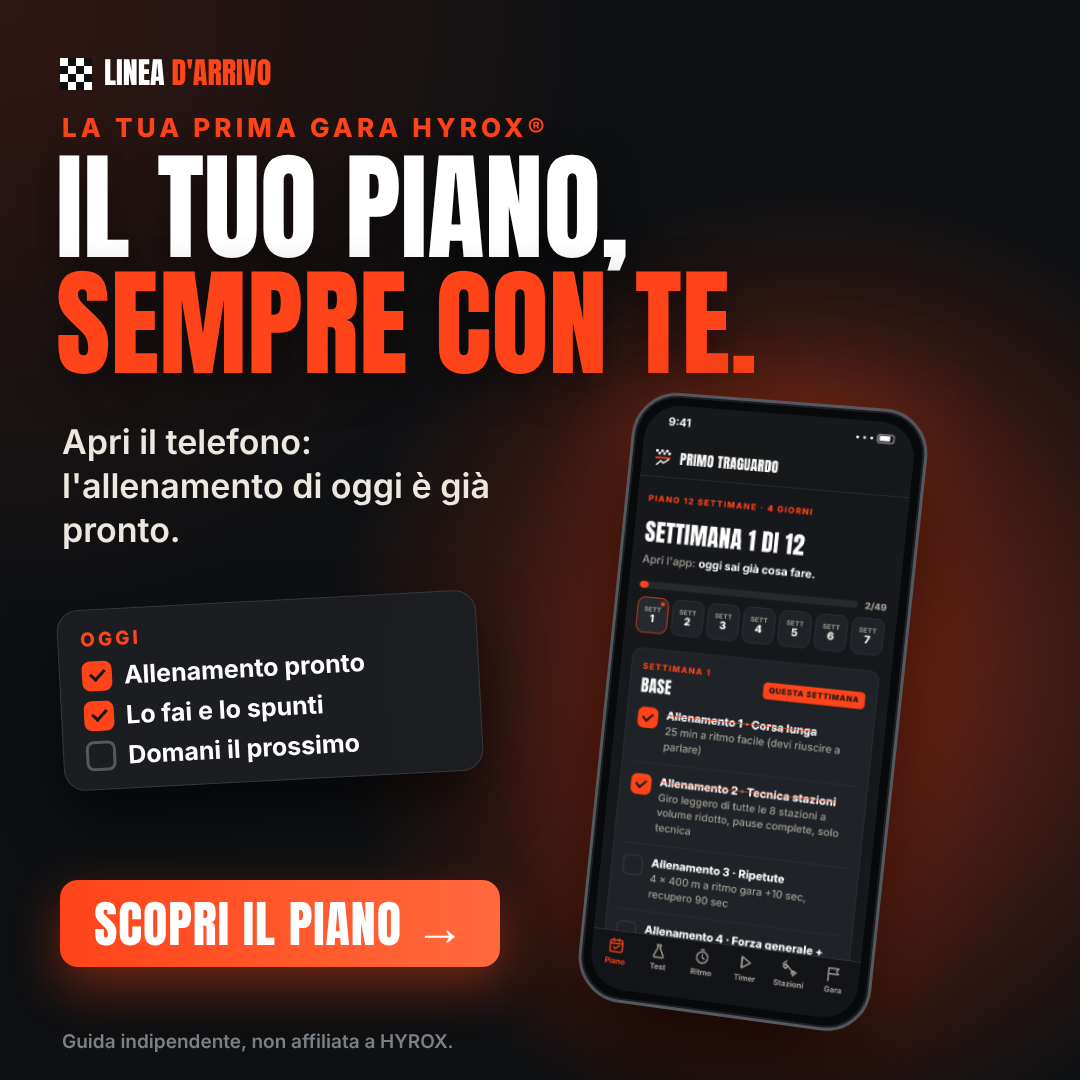 LINEA D'ARRIVO
LA TUA PRIMA GARA HYROX®
IL TUO PIANO,
SEMPRE CON TE.
Apri il telefono:
l'allenamento di oggi è già
pronto.
OGGI
Allenamento pronto
Lo fai e lo spunti
Domani il prossimo
SCOPRI IL PIANO →
Guida indipendente, non affiliata a HYROX.
9:41
PRIMO TRAGUARDO
PIANO 12 SETTIMANE · 4 GIORNI
SETTIMANA 1 DI 12
Apri l'app: oggi sai già cosa fare.
2/49
SETT SETT SETT SETT SETT SETT SETT
1 2 3 4 5 6 7
SETTIMANA 1
BASE
QUESTA SETTIMANA
Allenamento 1 · Corsa lunga
25 min a ritmo facile (devi riuscire a
parlare)
Allenamento 2 · Tecnica stazioni
Giro leggero di tutte le 8 stazioni a
volume ridotto, pause complete, solo
tecnica
Allenamento 3 · Ripetute
4 × 400 m a ritmo gara +10 sec,
recupero 90 sec
Allenamento 4 · Forza generale +
Piano Test Ritmo Timer Stazioni Gara